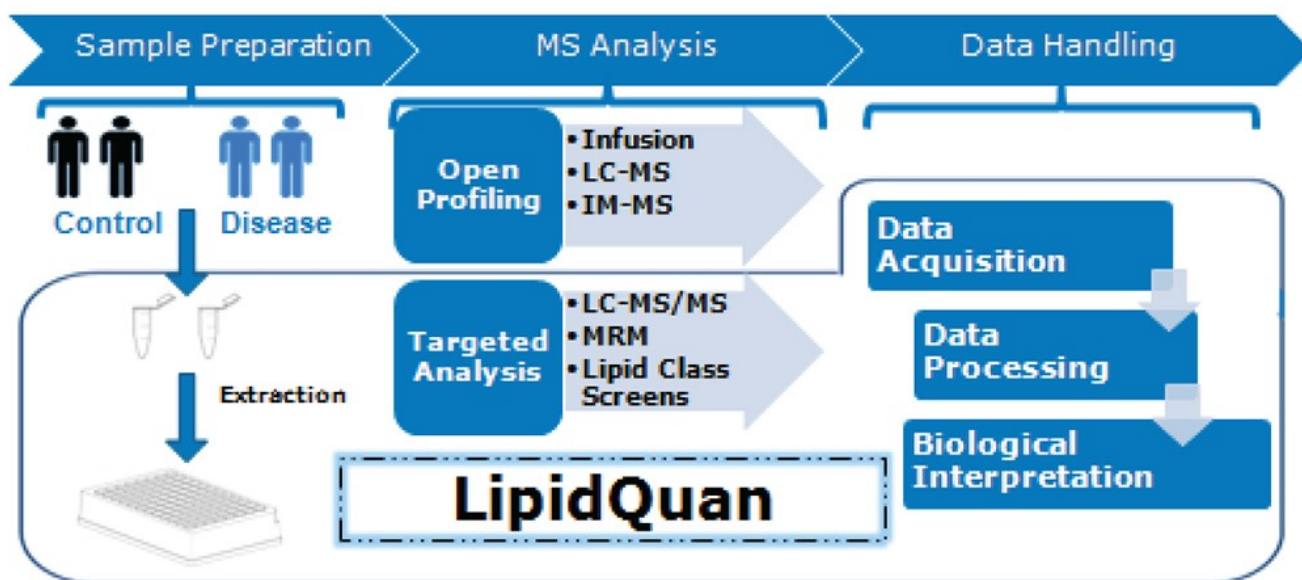 Sample Preparation
MS Analysis
Data Handling
Control
Disease
Extraction
Open
Profiling
•Infusion
•LC-MS
•IM-MS
Targeted
Analysis
•LC-MS/MS
•MRM
•Lipid Class
Screens
LipidQuan
Data
Acquisition
Data
Processing
Biological
Interpretation